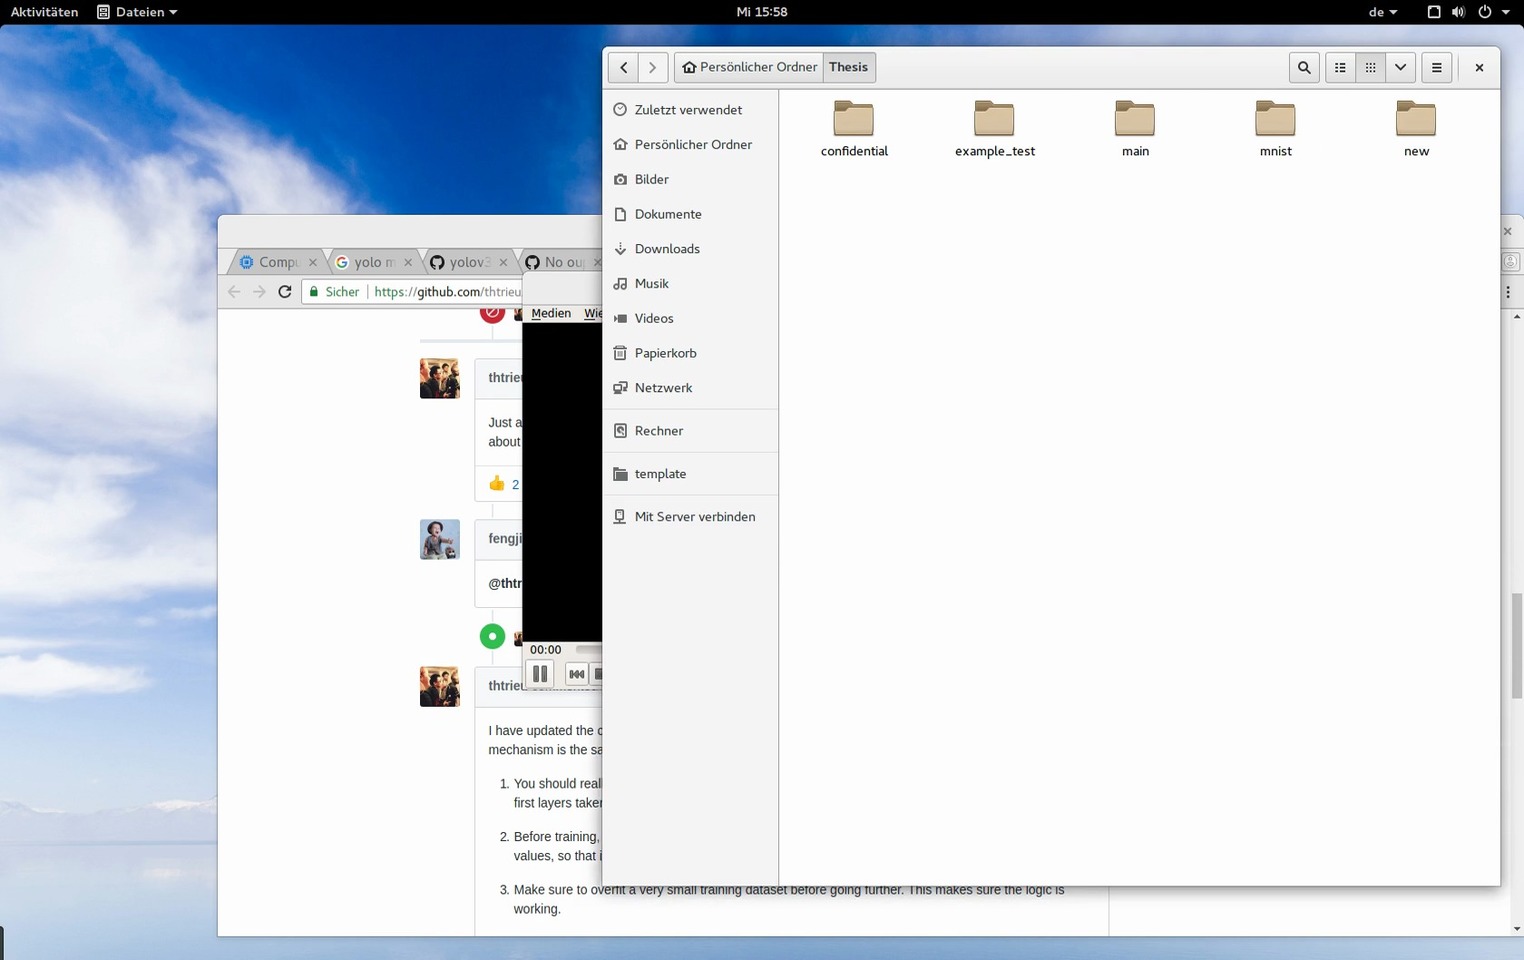 Aktivitäten
Dateien
Mi 15:58
de
Persönlicher Ordner
Thesis
Zuletzt verwendet
Persönlicher Ordner
Bilder
Dokumente
Downloads
Musik
Videos
Papierkorb
Netzwerk
Rechner
template
Mit Server verbinden
confidential
example_test
main
mnist
new
Compu
yolo m
yolov3
No oup
Sicher
https://github.com/thtrieu
Medien
Wie
thtrieu
Just a
about
2
fengji
@thtr
00:00
thtrieu
I have updated the c
mechanism is the sa
1. You should real
first layers taken
2. Before training,
values, so that i
3. Make sure to overfit a very small training dataset before going further. This makes sure the logic is
working.